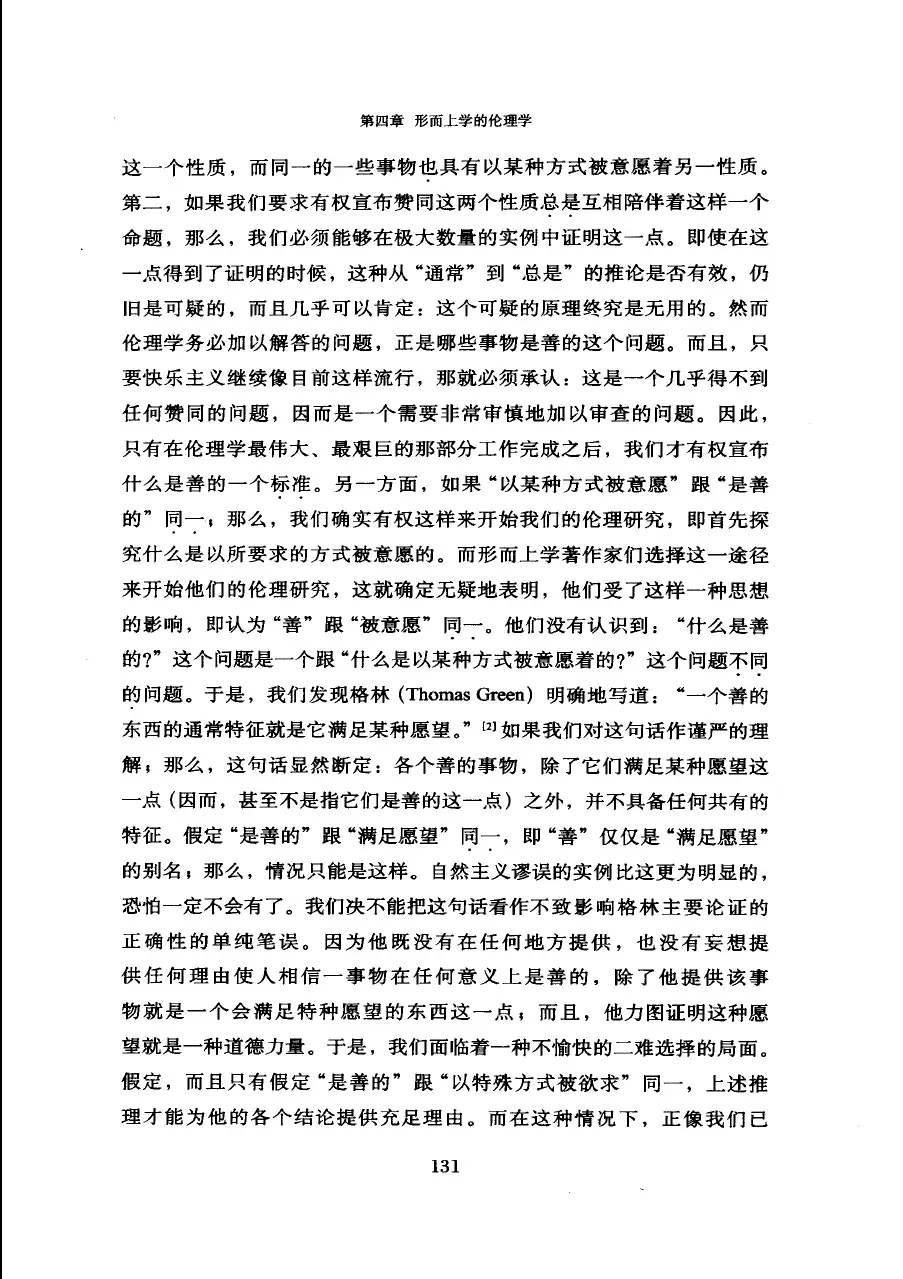 第四章 形而上学的伦理学
这一个性质，而同一的一些事物也具有以某种方式被意愿着另一性质。
第二，如果我们要求有权宣布赞同这两个性质总是互相陪伴着这样一个
命题，那么，我们必须能够在极大数量的实例中证明这一点。即使在这
一点得到了证明的时候，这种从“通常”到“总是”的推论是否有效，仍
旧是可疑的，而且几乎可以肯定：这个可疑的原理终究是无用的。然而
伦理学务必加以解答的问题，正是哪些事物是善的这个问题。而且，只
要快乐主义继续像目前这样流行，那就必须承认：这是一个几乎得不到
任何赞同的问题，因而是一个需要非常审慎地加以审查的问题。因此，
只有在伦理学最伟大、最艰巨的那部分工作完成之后，我们才有权宣布
什么是善的一个标准。另一方面，如果“以某种方式被意愿”跟“是善
的”同一；那么，我们确实有权这样来开始我们的伦理研究，即首先探
究什么是以所要求的方式被意愿的。而形而上学著作家们选择这一途径
来开始他们的伦理研究，这就确定无疑地表明，他们受了这样一种思想
的影响，即认为“善”跟“被意愿”同一。他们没有认识到：“什么是善
的?”这个问题是一个跟“什么是以某种方式被意愿着的?”这个问题不同
的问题。于是，我们发现格林（Thomas Green）明确地写道：“一个善的
东西的通常特征就是它满足某种愿望。”[2]如果我们对这句话作谨严的理
解；那么，这句话显然断定：各个善的事物，除了它们满足某种愿望这
一点（因而，甚至不是指它们是善的这一点）之外，并不具备任何共有的
特征。假定“是善的”跟“满足愿望”同一，即“善”仅仅是“满足愿望”
的别名；那么，情况只能是这样。自然主义谬误的实例比这更为明显的，
恐怕一定不会有了。我们决不能把这句话看作不致影响格林主要论证的
正确性的单纯笔误。因为他既没有在任何地方提供，也没有妄想提
供任何理由使人相信一事物在任何意义上是善的，除了他提供该事
物就是一个会满足特种愿望的东西这一点；而且，他力图证明这种愿
望就是一种道德力量。于是，我们面临着一种不愉快的二难选择的局面。
假定，而且只有假定“是善的”跟“以特殊方式被欲求”同一，上述推
理才能为他的各个结论提供充足理由。而在这种情况下，正像我们已
131